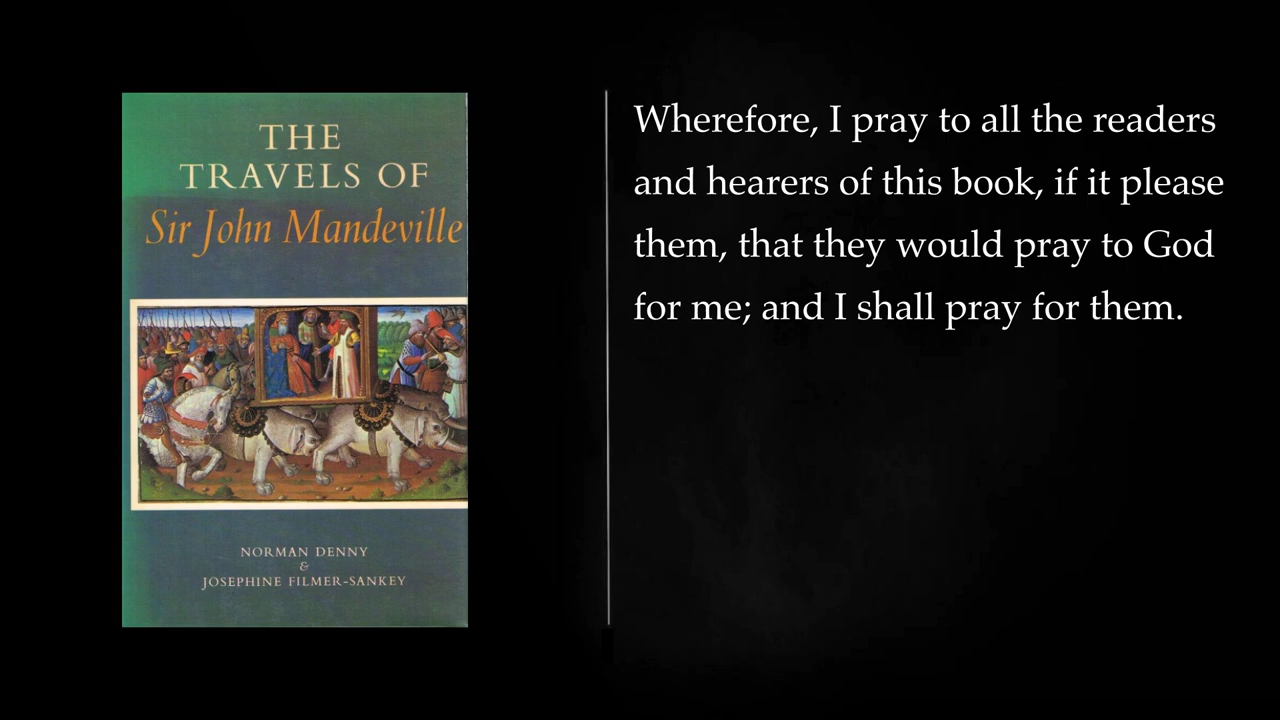 THE
TRAVELS OF
Sir John Mandeville
NORMAN DENNY
&
JOSEPHINE FILMER-SANKEY
Wherefore, I pray to all the readers
and hearers of this book, if it please
them, that they would pray to God
for me; and I shall pray for them.